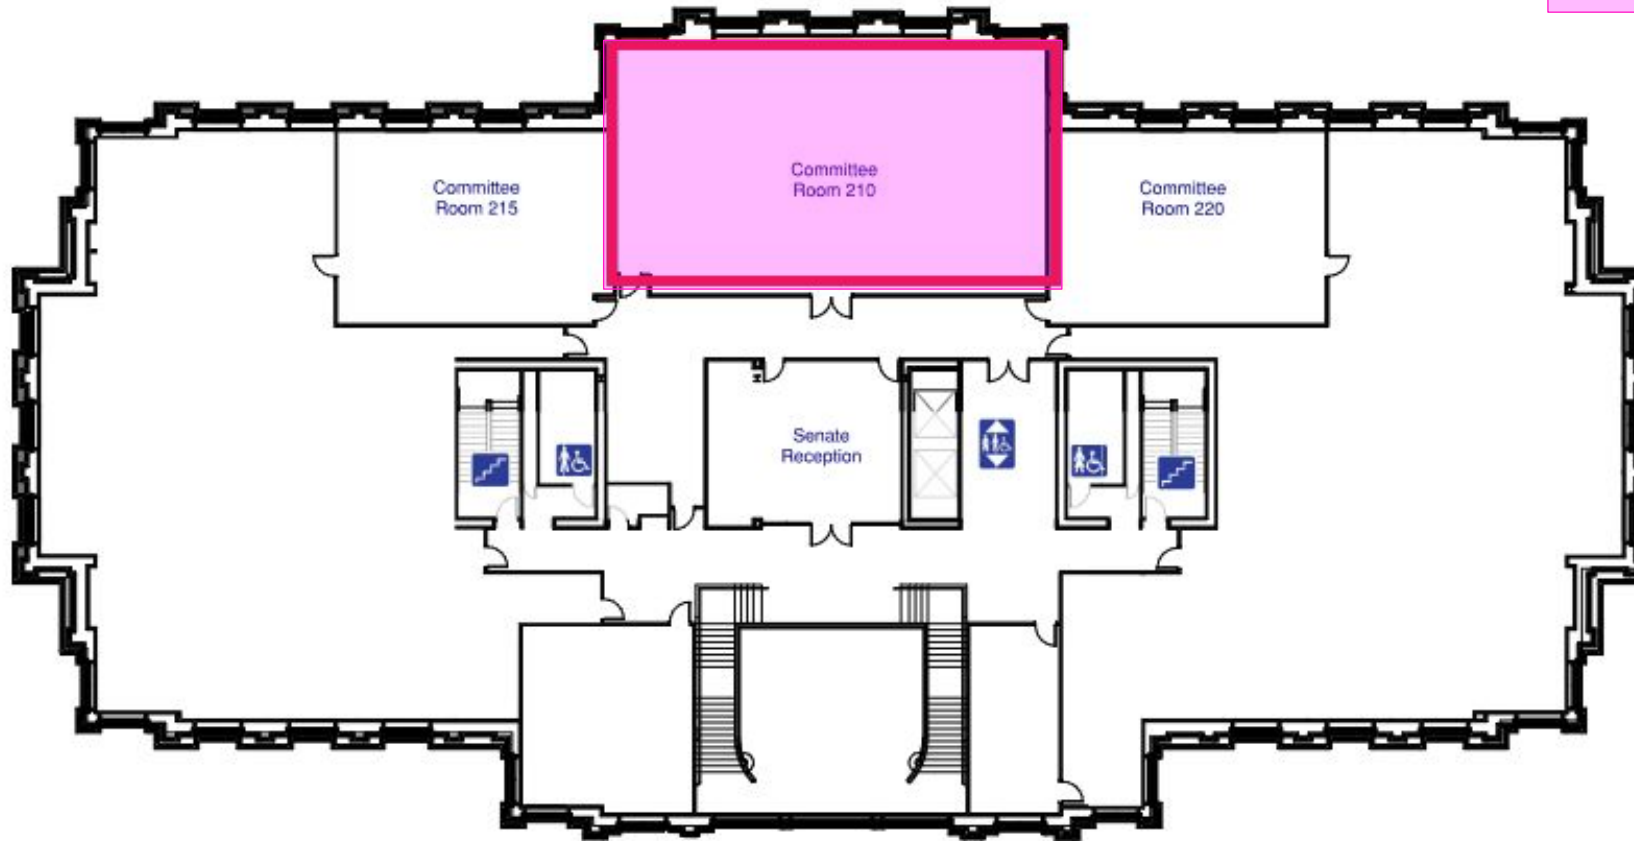 Committee
Room 215
Committee
Room 210
Committee
Room 220
Senate
Reception